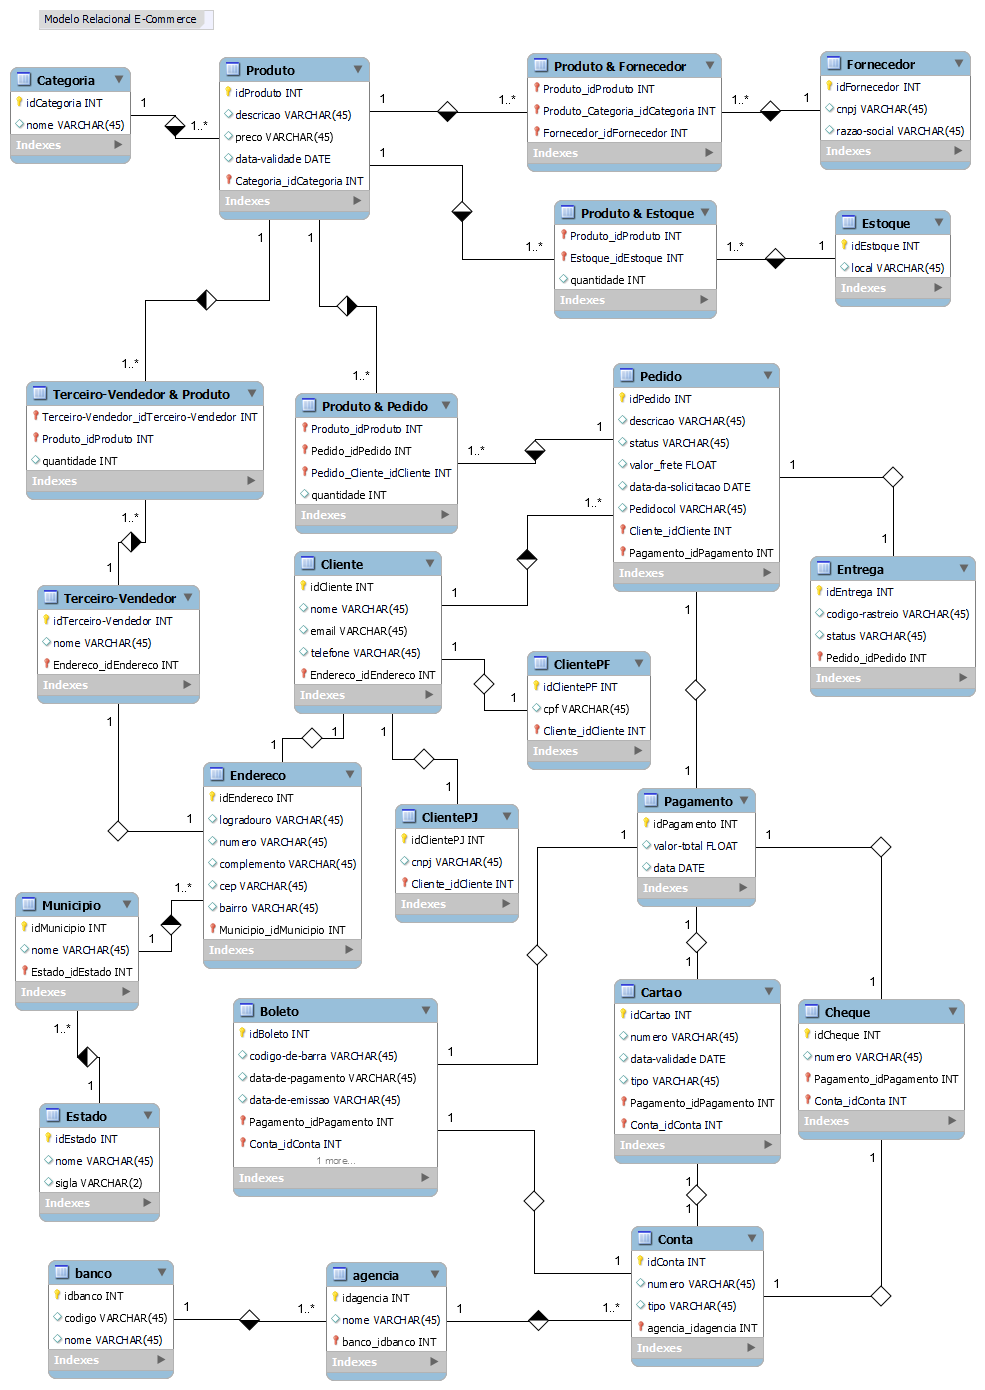 Modelo Relacional E-Commerce
Categoria
idCategoria INT
nome VARCHAR(45)
Indexes
1
1..*
Produto
idProduto INT
descricao VARCHAR(45)
preco VARCHAR(45)
data-validade DATE
Categoria_idCategoria INT
Indexes
1
1..*
Produto & Fornecedor
Produto_idProduto INT
Produto_Categoria_idCategoria INT
Fornecedor_idFornecedor INT
Indexes
1..*
1
Fornecedor
idFornecedor INT
cnpj VARCHAR(45)
razao-social VARCHAR(45)
Indexes
1
1..*
Produto & Estoque
Produto_idProduto INT
Estoque_idEstoque INT
quantidade INT
Indexes
1..*
1
Estoque
idEstoque INT
local VARCHAR(45)
Indexes
1
1
1..*
1..*
Terceiro-Vendedor & Produto
Terceiro-Vendedor_idTerceiro-Vendedor INT
Produto_idProduto INT
quantidade INT
Indexes
1..*
1
Produto & Pedido
Produto_idProduto INT
Pedido_idPedido INT
Pedido_Cliente_idCliente INT
quantidade INT
Indexes
1..*
1
Pedido
idPedido INT
descricao VARCHAR(45)
status VARCHAR(45)
valor_frete FLOAT
data-da-solicitacao DATE
Pedidocol VARCHAR(45)
Cliente_idCliente INT
Pagamento_idPagamento INT
Indexes
1
1
1..*
1
Entrega
idEntrega INT
codigo-rastreio VARCHAR(45)
status VARCHAR(45)
Pedido_idPedido INT
Indexes
Terceiro-Vendedor
idTerceiro-Vendedor INT
nome VARCHAR(45)
Endereco_idEndereco INT
Indexes
1
1
Cliente
idCliente INT
nome VARCHAR(45)
email VARCHAR(45)
telefone VARCHAR(45)
Endereco_idEndereco INT
Indexes
1
1
1
1
1
1
ClientePF
idClientePF INT
cpf VARCHAR(45)
Cliente_idCliente INT
Indexes
1
1
Endereco
idEndereco INT
logradouro VARCHAR(45)
numero VARCHAR(45)
complemento VARCHAR(45)
cep VARCHAR(45)
bairro VARCHAR(45)
Municipio_idMunicipio INT
Indexes
ClientePJ
idClientePJ INT
cnpj VARCHAR(45)
Cliente_idCliente INT
Indexes
Pagamento
idPagamento INT
valor-total FLOAT
data DATE
Indexes
1
1
1
1
1
1..*
1
Municipio
idMunicipio INT
nome VARCHAR(45)
Estado_idEstado INT
Indexes
1..*
1
Estado
idEstado INT
nome VARCHAR(45)
sigla VARCHAR(2)
Indexes
Boleto
idBoleto INT
codigo-de-barra VARCHAR(45)
data-de-pagamento VARCHAR(45)
data-de-emissao VARCHAR(45)
Pagamento_idPagamento INT
Conta_idConta INT
1 more...
Indexes
1
1
Cartao
idCartao INT
numero VARCHAR(45)
data-validade DATE
tipo VARCHAR(45)
Pagamento_idPagamento INT
Conta_idConta INT
Indexes
1
1
Cheque
idCheque INT
numero VARCHAR(45)
Pagamento_idPagamento INT
Conta_idConta INT
Indexes
1
1
banco
idbanco INT
codigo VARCHAR(45)
nome VARCHAR(45)
Indexes
1
1..*
agencia
idagencia INT
nome VARCHAR(45)
banco_idbanco INT
Indexes
1
1..*
1
Conta
idConta INT
numero VARCHAR(45)
tipo VARCHAR(45)
agencia_idagencia INT
Indexes